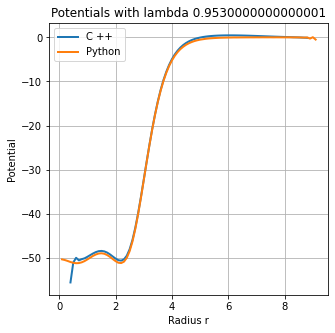 Potentials with lambda 0.9530000000000001
C ++
Python
0
−10
−20
−30
−40
−50
Potential
0 2 4 6 8
Radius r